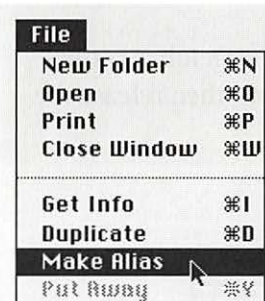 File
New Folder ⌘N
Open ⌘O
Print ⌘P
Close Window ⌘W
Get Info ⌘I
Duplicate ⌘D
Make Alias
Put Away ⌘Y